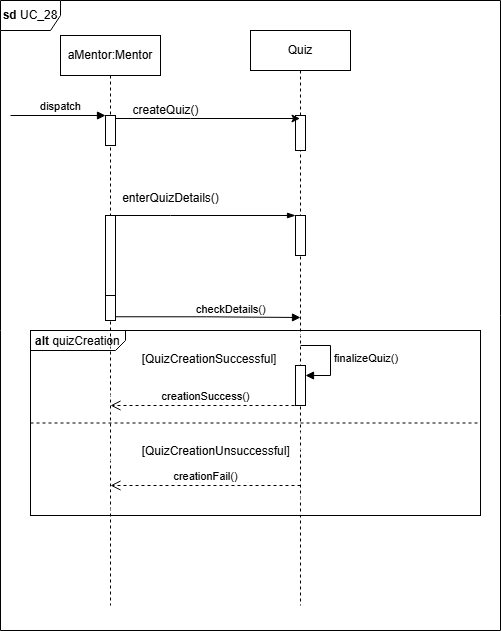 sd UC_28
aMentor:Mentor
Quiz
dispatch
createQuiz()
enterQuizDetails()
checkDetails()
alt quizCreation
[QuizCreationSuccessful]
finalizeQuiz()
creationSuccess()
[QuizCreationUnsuccessful]
creationFail()